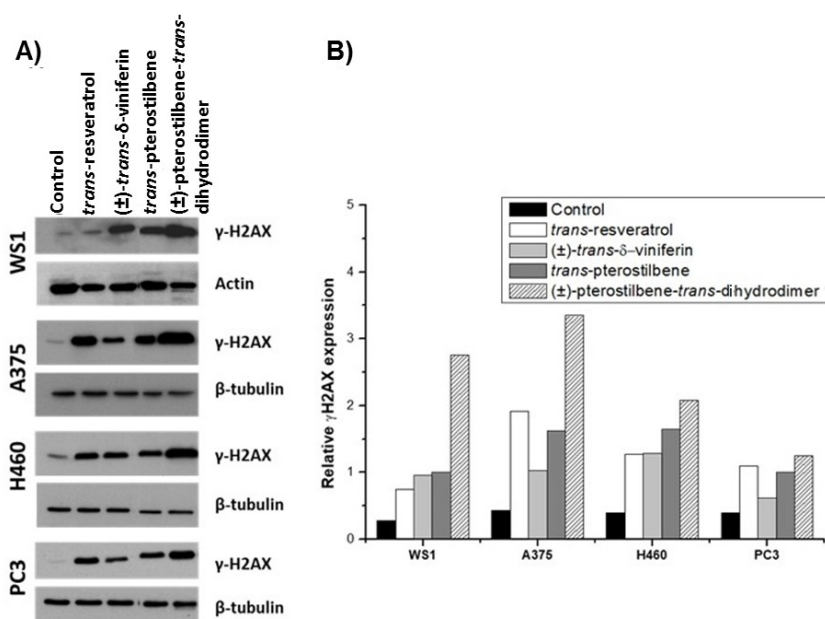 A)
Control
trans-resveratrol
(±)-trans-δ-viniferin
trans-pterostilbene
(±)-pterostilbene-trans-
dihydrodimer
WS1
γ-H2AX
Actin
A375
γ-H2AX
β-tubulin
H460
γ-H2AX
β-tubulin
PC3
γ-H2AX
β-tubulin
B)
Control
trans-resveratrol
(±)-trans-δ-viniferin
trans-pterostilbene
(±)-pterostilbene-trans-dihydrodimer
Relative γH2AX expression
5
4
3
2
1
0
WS1 A375 H460 PC3